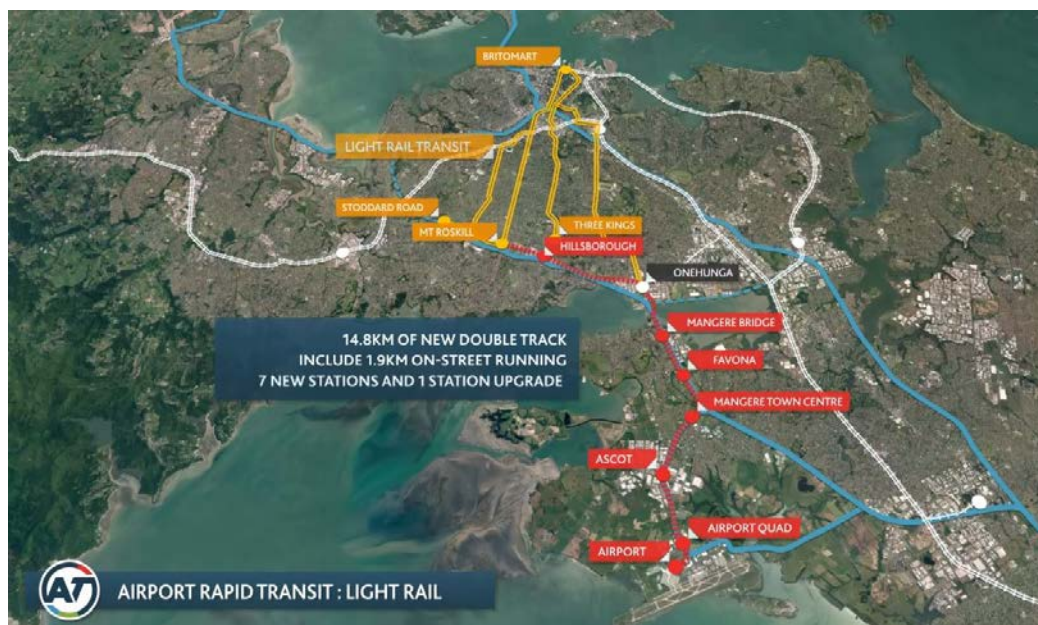 BRITOMART
LIGHT RAIL TRANSIT
STODDARD ROAD
MT ROSKILL
THREE KINGS
HILLSBOROUGH
ONEHUNGA
14.8KM OF NEW DOUBLE TRACK
INCLUDE 1.9KM ON-STREET RUNNING
7 NEW STATIONS AND 1 STATION UPGRADE
MANGERE BRIDGE
FAVONA
MANGERE TOWN CENTRE
ASCOT
AIRPORT QUAD
AIRPORT
AT
AIRPORT RAPID TRANSIT : LIGHT RAIL